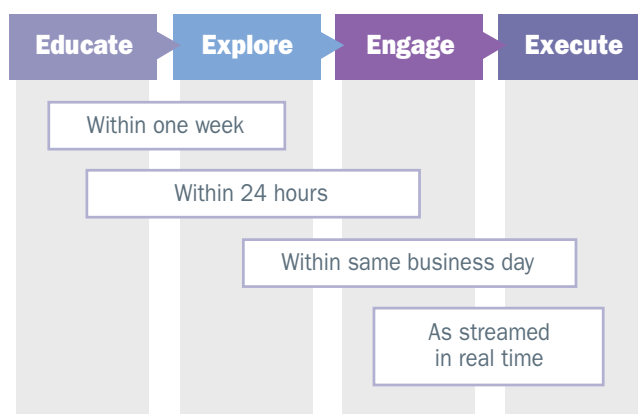 Educate
Explore
Engage
Execute
Within one week
Within 24 hours
Within same business day
As streamed
in real time